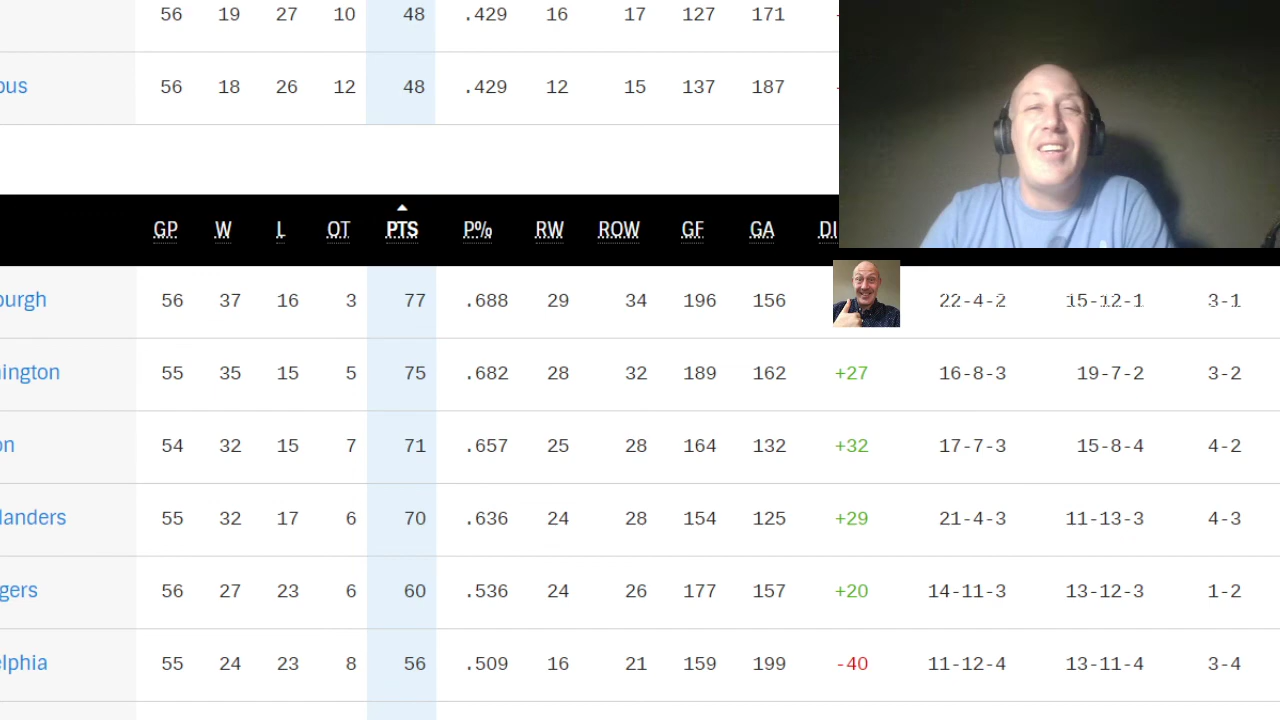 56 19 27 10 48 .429 16 17 127 171
56 18 26 12 48 .429 12 15 137 187
GP W L OT PTS P% RW ROW GF GA
56 37 16 3 77 .688 29 34 196 156 22-4-2 15-12-1 3-1
55 35 15 5 75 .682 28 32 189 162 +27 16-8-3 19-7-2 3-2
54 32 15 7 71 .657 25 28 164 132 +32 17-7-3 15-8-4 4-2
55 32 17 6 70 .636 24 28 154 125 +29 21-4-3 11-13-3 4-3
56 27 23 6 60 .536 24 26 177 157 +20 14-11-3 13-12-3 1-2
55 24 23 8 56 .509 16 21 159 199 -40 11-12-4 13-11-4 3-4